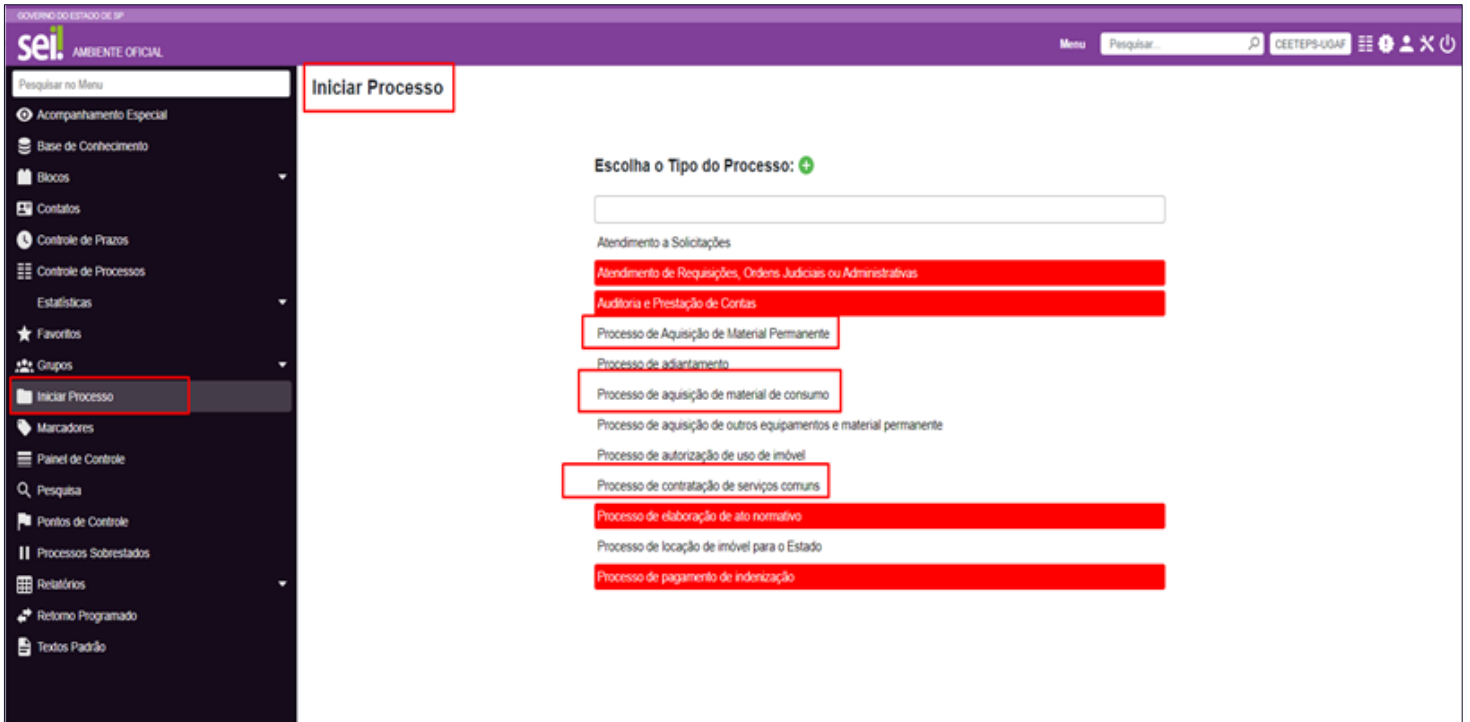 GOVERNO DO ESTADO DE SP
sei! AMBIENTE OFICIAL
Menu
Pesquisar...
CEETEPS-UGAF
Pesquisar no Menu
Acompanhamento Especial
Base de Conhecimento
Blocos
Contatos
Controle de Prazos
Controle de Processos
Estatísticas
Favoritos
Grupos
Iniciar Processo
Marcadores
Painel de Controle
Pesquisa
Pontos de Controle
Processos Sobrestados
Relatórios
Retorno Programado
Textos Padrão
Iniciar Processo
Escolha o Tipo do Processo:
Atendimento a Solicitações
Atendimento de Requisições, Ordens Judiciais ou Administrativas
Auditoria e Prestação de Contas
Processo de Aquisição de Material Permanente
Processo de adiantamento
Processo de aquisição de material de consumo
Processo de aquisição de outros equipamentos e material permanente
Processo de autorização de uso de imóvel
Processo de contratação de serviços comuns
Processo de elaboração de ato normativo
Processo de locação de imóvel para o Estado
Processo de pagamento de indenização